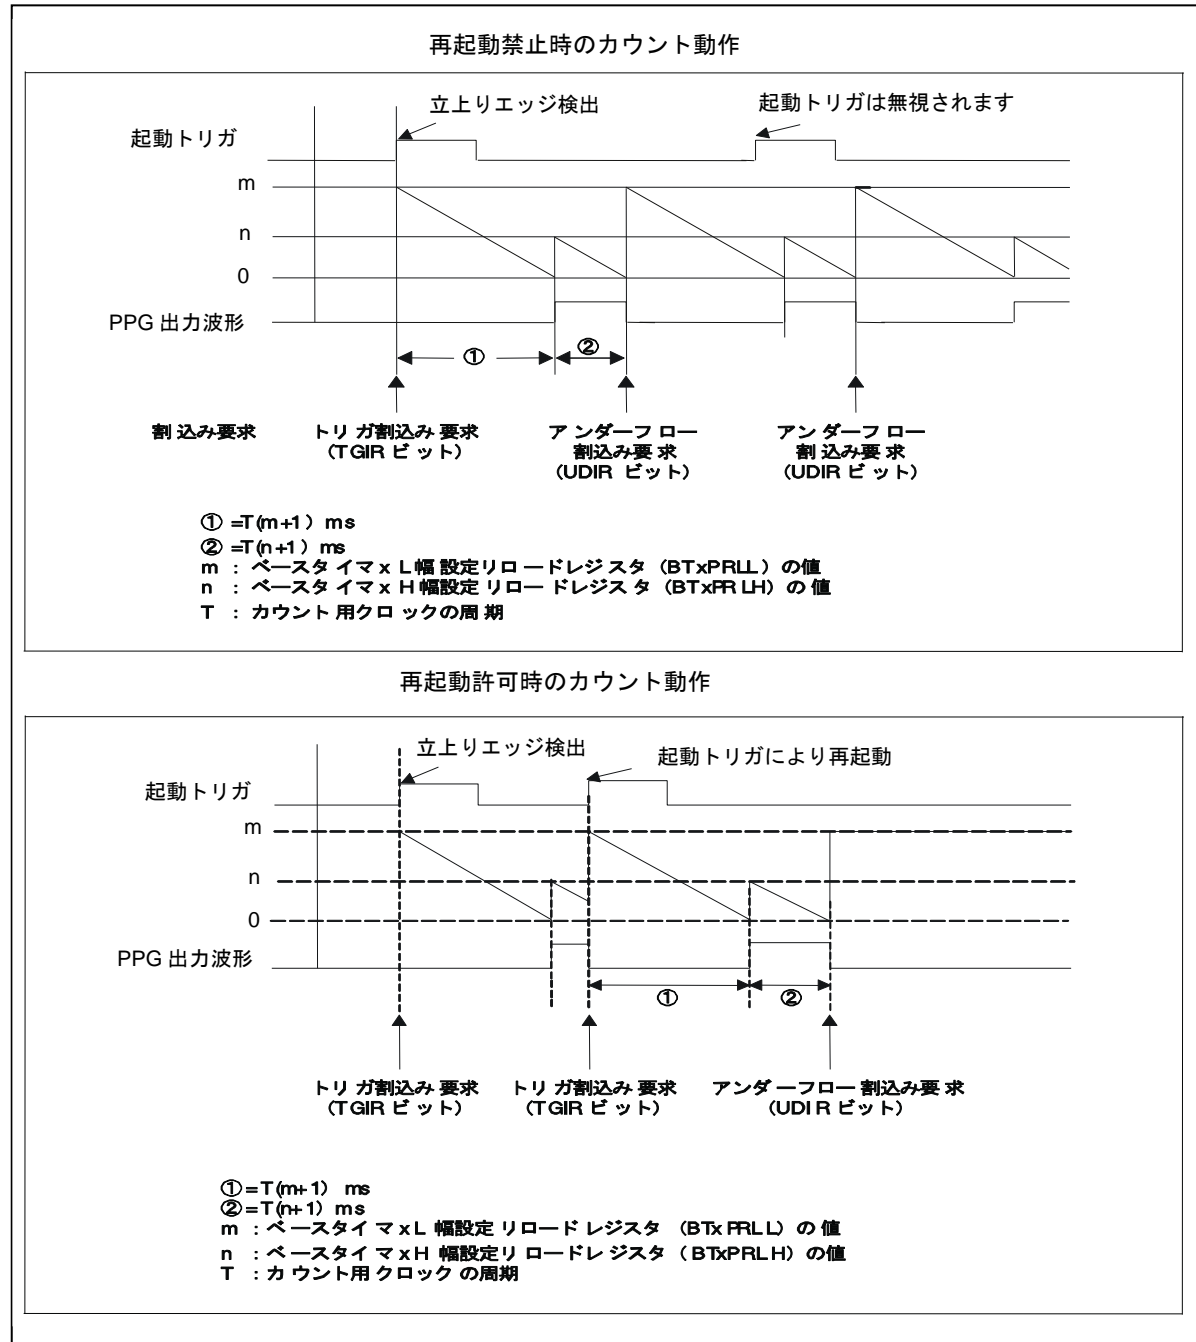 再起動禁止時のカウント動作
立上りエッジ検出
起動トリガは無視されます
起動トリガ
m
n
0
PPG 出力波形
① ②
割込み要求
トリガ割込み要求
(TGIR ビット)
アンダーフロー
割込み要求
(UDIR ビット)
アンダーフロー
割込み要求
(UDIR ビット)
① =T(m+1) ms
② =T(n+1) ms
m : ベースタイマ x L幅設定リロードレジスタ (BTxPRLL) の値
n : ベースタイマ x H幅設定リロードレジスタ (BTxPRLH) の値
T : カウント用クロックの周期
再起動許可時のカウント動作
立上りエッジ検出
起動トリガにより再起動
起動トリガ
m
n
0
PPG 出力波形
① ②
トリガ割込み要求
(TGIR ビット)
トリガ割込み要求
(TGIR ビット)
アンダーフロー割込み要求
(UDIR ビット)
①=T(m+1) ms
②=T(n+1) ms
m : ベースタイマ x L 幅設定リロードレジスタ (BTxPRLL) の値
n : ベースタイマ x H 幅設定リロードレジスタ (BTxPRLH) の値
T : カウント用クロックの周期